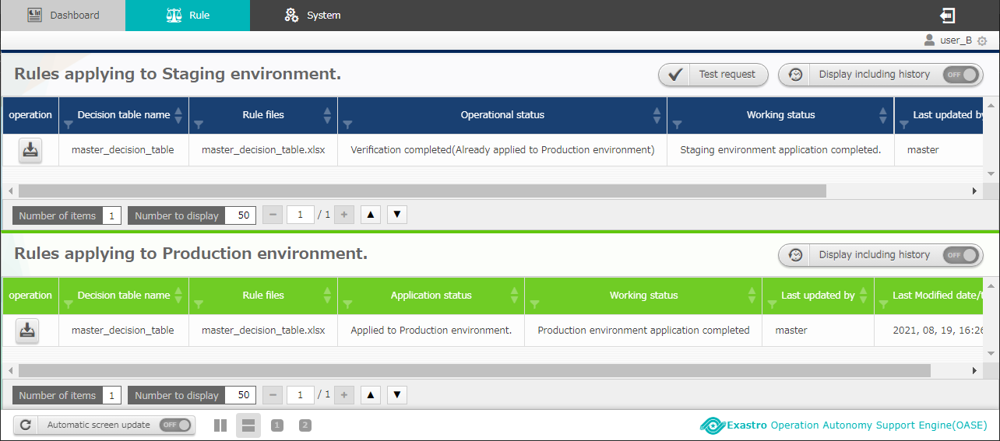 Dashboard Rule System
user_B
Rules applying to Staging environment. Test request Display including history OFF
operation Decision table name Rule files Operational status Working status Last updated by
master_decision_table master_decision_table.xlsx Verification completed(Already applied to Production environment) Staging environment application completed. master
Number of items 1 Number to display 50 − 1 / 1 + ▲ ▼
Rules applying to Production environment. Display including history OFF
operation Decision table name Rule files Application status Working status Last updated by Last Modified date/
master_decision_table master_decision_table.xlsx Applied to Production environment. Production environment application completed master 2021, 08, 19, 16:26
Number of items 1 Number to display 50 − 1 / 1 + ▲ ▼
Automatic screen update OFF 1 2 Exastro Operation Autonomy Support Engine(OASE)